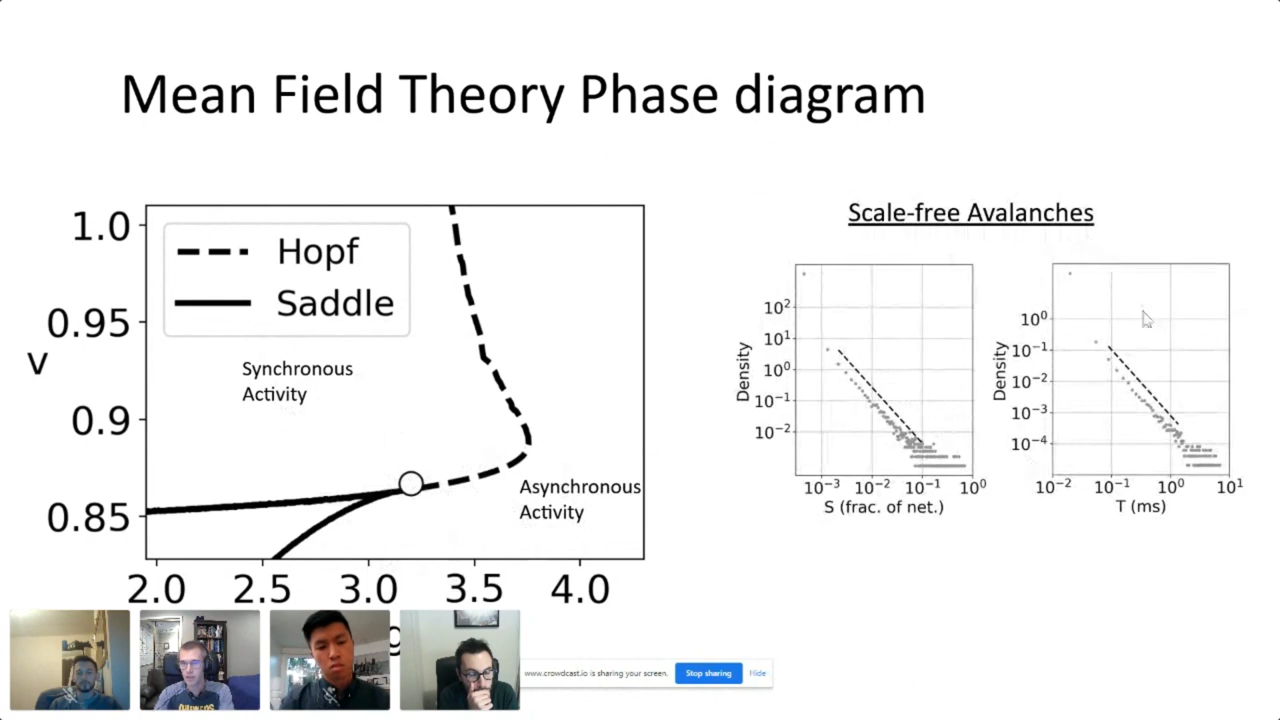 Mean Field Theory Phase diagram
Hopf
Saddle
1.0
0.95
0.9
0.85
v
Synchronous
Activity
Asynchronous
Activity
2.0 2.5 3.0 3.5 4.0
Scale-free Avalanches
Density
10²
10¹
10⁰
10⁻¹
10⁻²
10⁻³ 10⁻² 10⁻¹ 10⁰
S (frac. of net.)
Density
10⁰
10⁻¹
10⁻²
10⁻³
10⁻⁴
10⁻² 10⁻¹ 10⁰ 10¹
T (ms)
www.crowdcast.io is sharing your screen.
Stop sharing
Hide